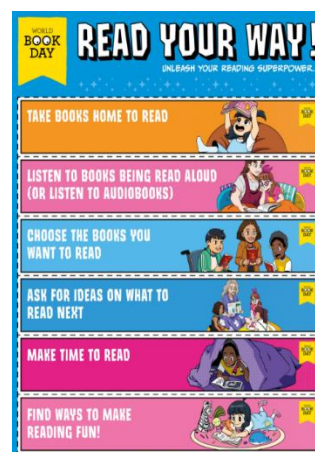 WORLD
BOOK
DAY
READ YOUR WAY!
UNLEASH YOUR READING SUPERPOWER.
TAKE BOOKS HOME TO READ
LISTEN TO BOOKS BEING READ ALOUD
(OR LISTEN TO AUDIOBOOKS)
CHOOSE THE BOOKS YOU
WANT TO READ
ASK FOR IDEAS ON WHAT TO
READ NEXT
MAKE TIME TO READ
FIND WAYS TO MAKE
READING FUN!